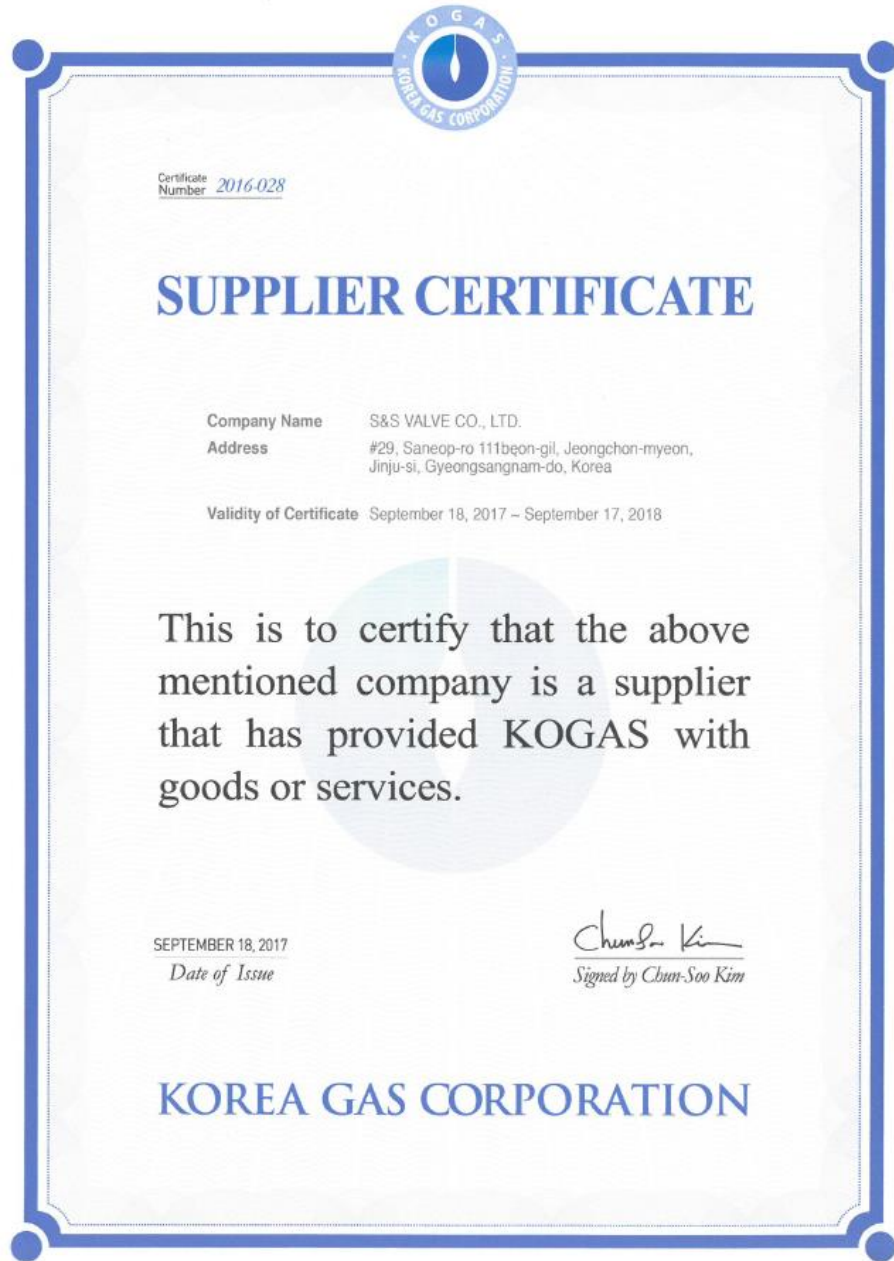 KOGAS
KOREA GAS CORPORATION
Certificate
Number 2016-028
SUPPLIER CERTIFICATE
Company Name S&S VALVE CO., LTD.
Address #29, Saneop-ro 111beon-gil, Jeongchon-myeon,
Jinju-si, Gyeongsangnam-do, Korea
Validity of Certificate September 18, 2017 ~ September 17, 2018
This is to certify that the above
mentioned company is a supplier
that has provided KOGAS with
goods or services.
SEPTEMBER 18, 2017
Date of Issue
ChunSoo Kim
Signed by Chun-Soo Kim
KOREA GAS CORPORATION